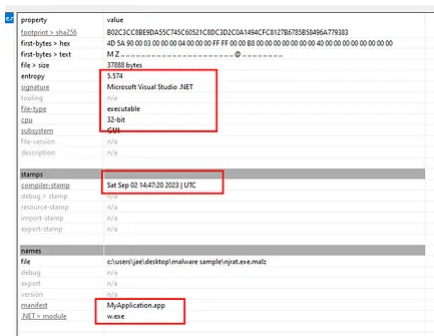 property value
footprint > sha256 B02C3CC8BE9DA55C745C60521C8DC3D2C0A1494CFC8127B6785B58496A779383
first-bytes > hex 4D 5A 90 00 03 00 00 00 04 00 00 00 FF FF 00 00 B8 00 00 00 00 00 00 00 40 00 00 00 00 00 00 00 00 00 00
first-bytes > text M Z
file > size 37888 bytes
entropy 5.574
signature Microsoft Visual Studio .NET
tooling n/a
file-type executable
cpu 32-bit
subsystem GUI
file-version n/a
description n/a
stamps
compiler-stamp Sat Sep 02 14:47:20 2023 | UTC
debug > stamp n/a
resource-stamp n/a
import-stamp n/a
export-stamp n/a
names
file c:\users\jae\desktop\malware sample\njrat.exe.malz
debug n/a
export n/a
version n/a
manifest MyApplication.app
.NET > module w.exe